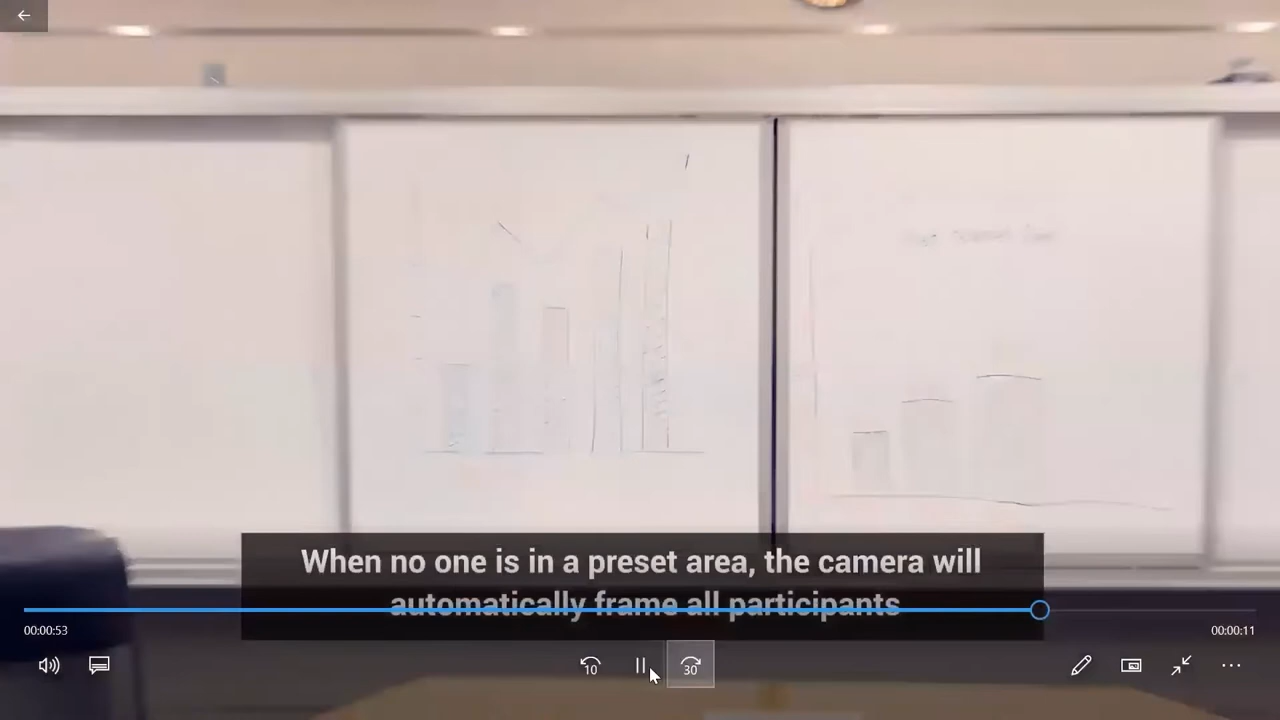 When no one is in a preset area, the camera will
automatically frame all participants
00:00:53
00:00:11
10
30